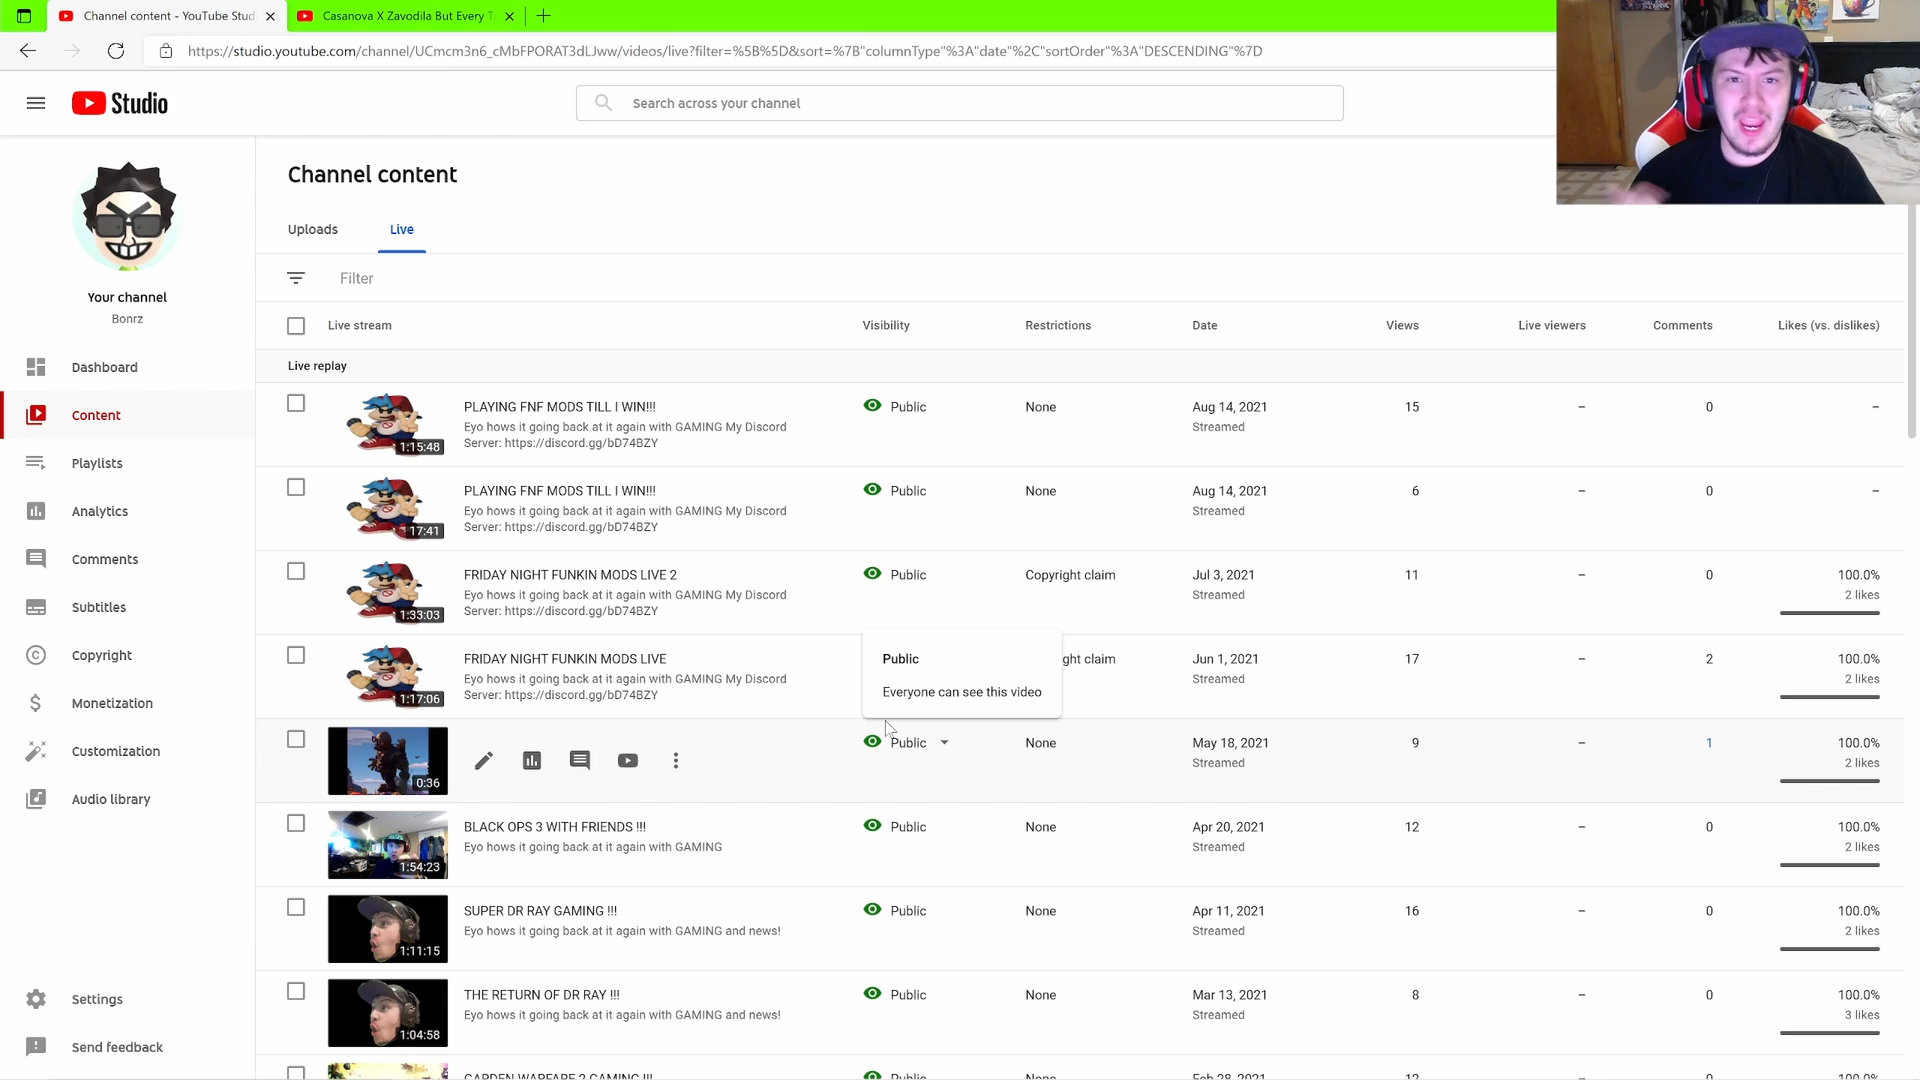 Channel content - YouTube Stud
Casanova X Zavodila But Every T
https://studio.youtube.com/channel/UCmcm3n6_cMbFPORAT3dLJww/videos/live?filter=%5B%5D&sort=%7B"columnType"%3A"date"%2C"sortOrder"%3A"DESCENDING"%7D
Studio
Search across your channel
Your channel
Bonrz
Dashboard
Content
Playlists
Analytics
Comments
Subtitles
Copyright
Monetization
Customization
Audio library
Settings
Send feedback
Channel content
Uploads Live
Filter
Live stream Visibility Restrictions Date Views Live viewers Comments Likes (vs. dislikes)
Live replay
PLAYING FNF MODS TILL I WIN!!! Public None Aug 14, 2021 15 – 0 –
Eyo hows it going back at it again with GAMING My Discord Streamed
Server: https://discord.gg/bD74BZY
1:15:48
PLAYING FNF MODS TILL I WIN!!! Public None Aug 14, 2021 6 – 0 –
Eyo hows it going back at it again with GAMING My Discord Streamed
Server: https://discord.gg/bD74BZY
17:41
FRIDAY NIGHT FUNKIN MODS LIVE 2 Public Copyright claim Jul 3, 2021 11 – 0 100.0%
Eyo hows it going back at it again with GAMING My Discord Streamed 2 likes
Server: https://discord.gg/bD74BZY
1:33:03
FRIDAY NIGHT FUNKIN MODS LIVE Public ght claim Jun 1, 2021 17 – 2 100.0%
Eyo hows it going back at it again with GAMING My Discord Streamed 2 likes
Everyone can see this video
Server: https://discord.gg/bD74BZY
1:17:06
Public None May 18, 2021 9 – 1 100.0%
Streamed 2 likes
0:36
BLACK OPS 3 WITH FRIENDS !!! Public None Apr 20, 2021 12 – 0 100.0%
Eyo hows it going back at it again with GAMING Streamed 2 likes
1:54:23
SUPER DR RAY GAMING !!! Public None Apr 11, 2021 16 – 0 100.0%
Eyo hows it going back at it again with GAMING and news! Streamed 2 likes
1:11:15
THE RETURN OF DR RAY !!! Public None Mar 13, 2021 8 – 0 100.0%
Eyo hows it going back at it again with GAMING and news! Streamed 3 likes
1:04:58
GARDEN WARFARE 2 GAMING !!! Public None Feb 28, 2021 12 – 0 100.0%